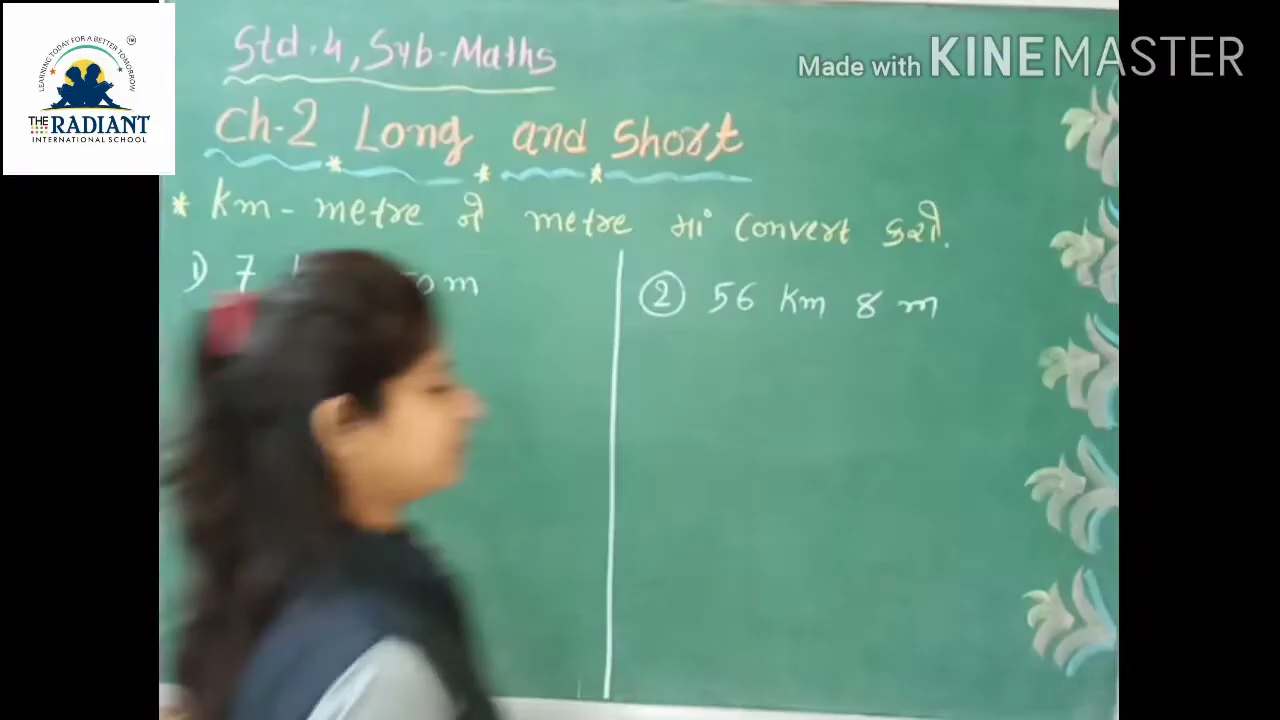 LEARNING TODAY FOR A BETTER TOMORROW
THE RADIANT
INTERNATIONAL SCHOOL
Made with KINEMASTER
Std-4, Sub-Maths
Ch-2 Long and Short
* Km - metre ને metre માં Convert કરો.
1) 7 m
② 56 Km 8 m